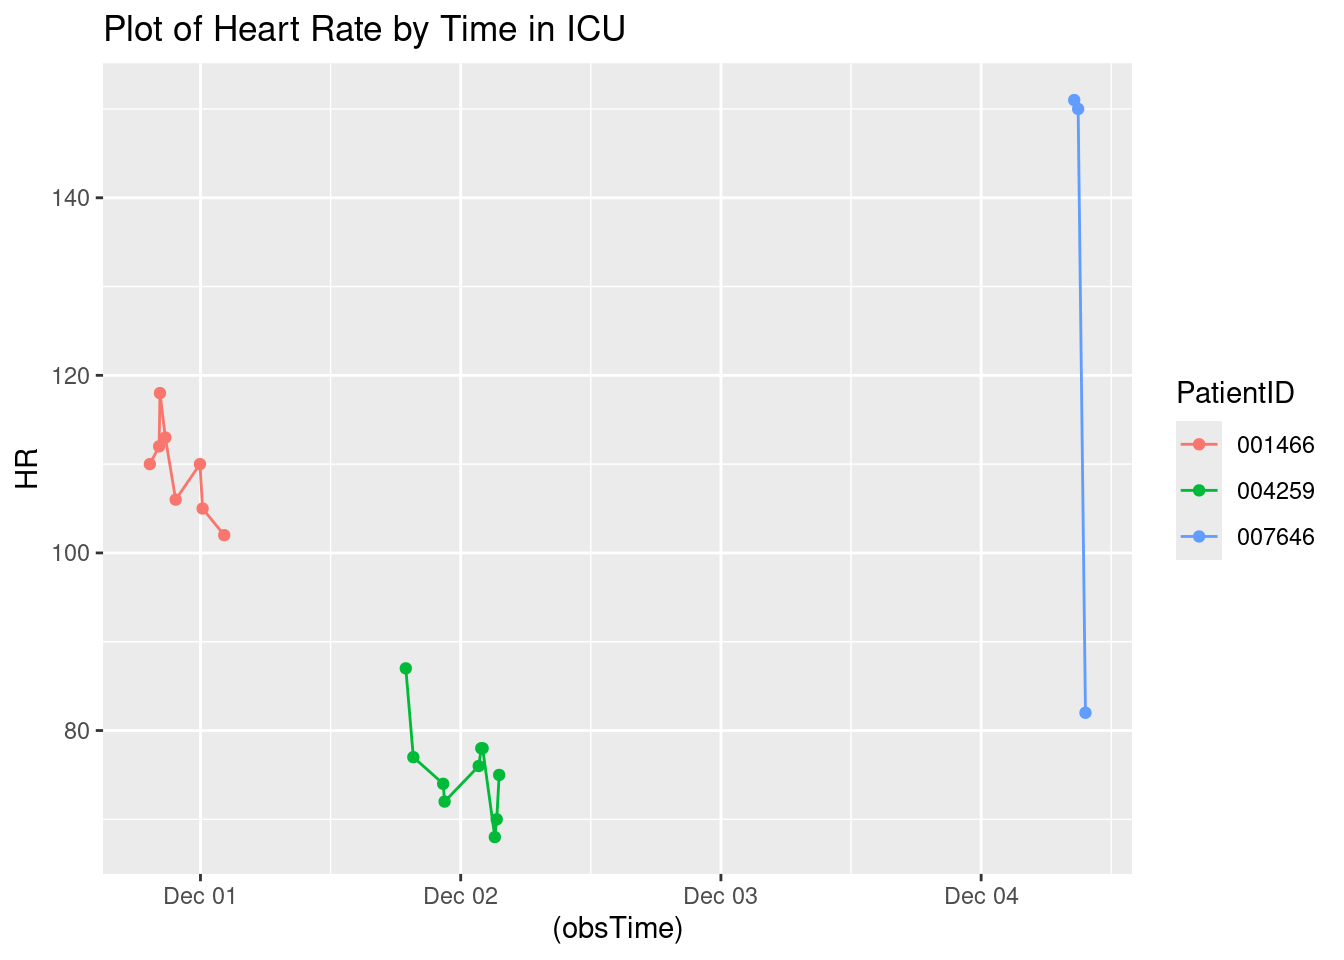 Plot of Heart Rate by Time in ICU
HR
140
120
100
80
Dec 01
Dec 02
Dec 03
Dec 04
(obsTime)
PatientID
001466
004259
007646